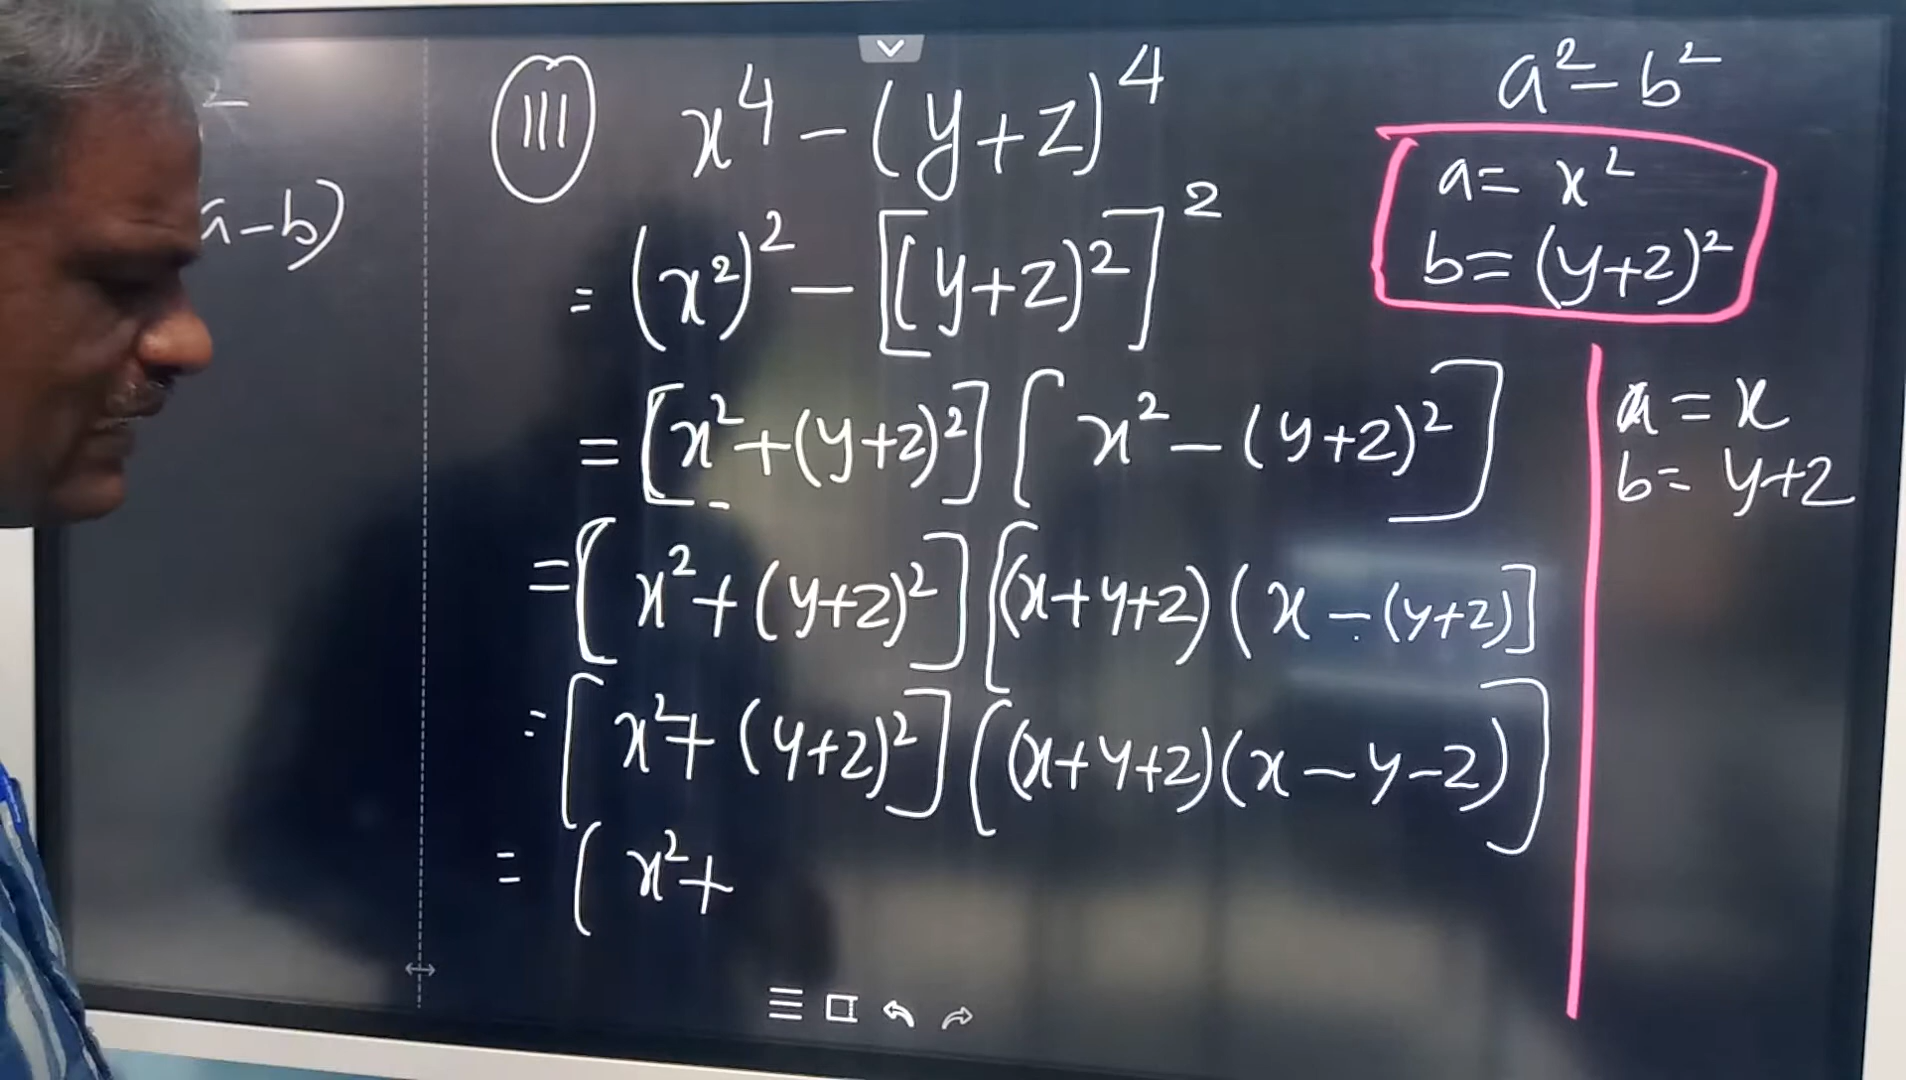 a-b)
(III) x⁴ - (y+z)⁴
= (x²)² - [(y+z)²]²
= [x²+(y+z)²] [x² - (y+z)²]
= [x² + (y+z)²] [(x+y+z) (x - (y+z)]
= [x² + (y+z)²] [(x+y+z)(x-y-z)]
= (x²+
a² - b²
a = x²
b = (y+z)²
a = x
b = y+z